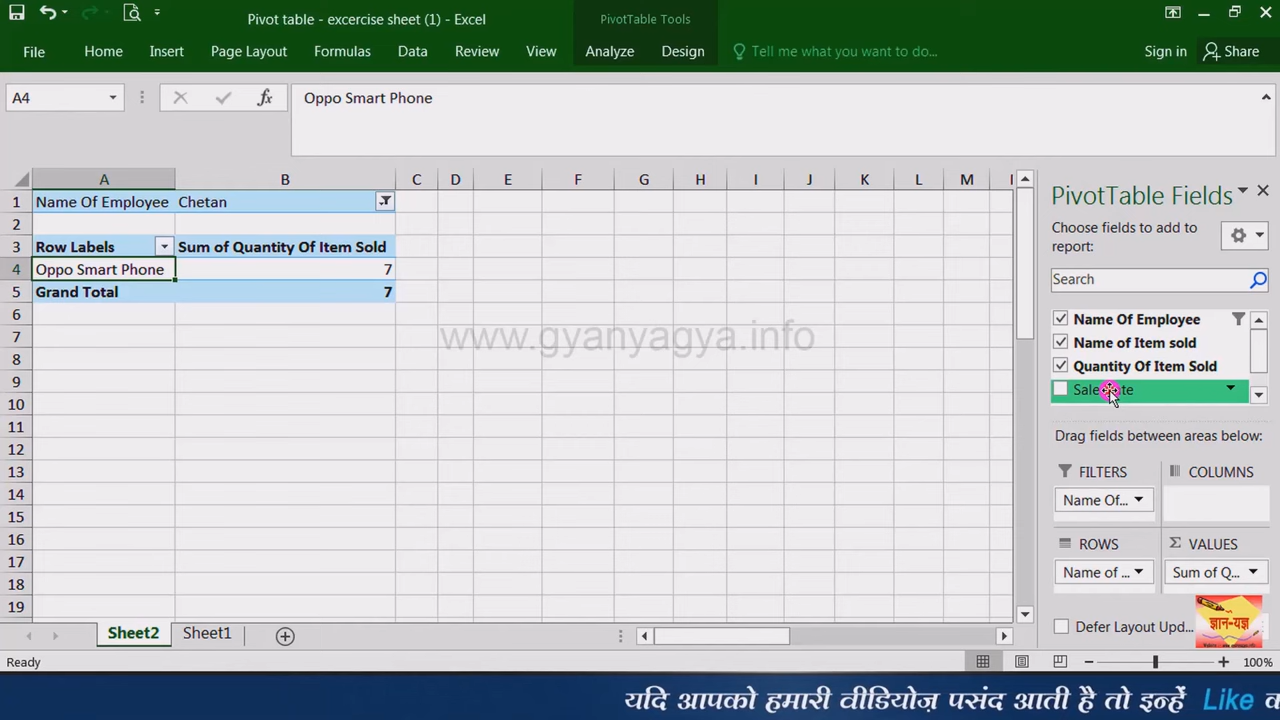 Pivot table - excercise sheet (1) - Excel
PivotTable Tools
File Home Insert Page Layout Formulas Data Review View Analyze Design Tell me what you want to do... Sign in Share
A4 fx Oppo Smart Phone
A B C D E F G H I J K L M
1 Name Of Employee Chetan
2
3 Row Labels Sum of Quantity Of Item Sold
4 Oppo Smart Phone 7
5 Grand Total 7
6
7
8
9
10
11
12
13
14
15
16
17
18
19
www.gyanyagya.info
PivotTable Fields
Choose fields to add to
report:
Search
Name Of Employee
Name of Item sold
Quantity Of Item Sold
Drag fields between areas below:
FILTERS COLUMNS
Name Of...
ROWS VALUES
Name of ... Sum of Q...
Defer Layout Upd...
ज्ञान-यज्ञ
Sheet2 Sheet1
Ready 100%
यदि आपको हमारी वीडियोज़ पसंद आती है तो इन्हें Like